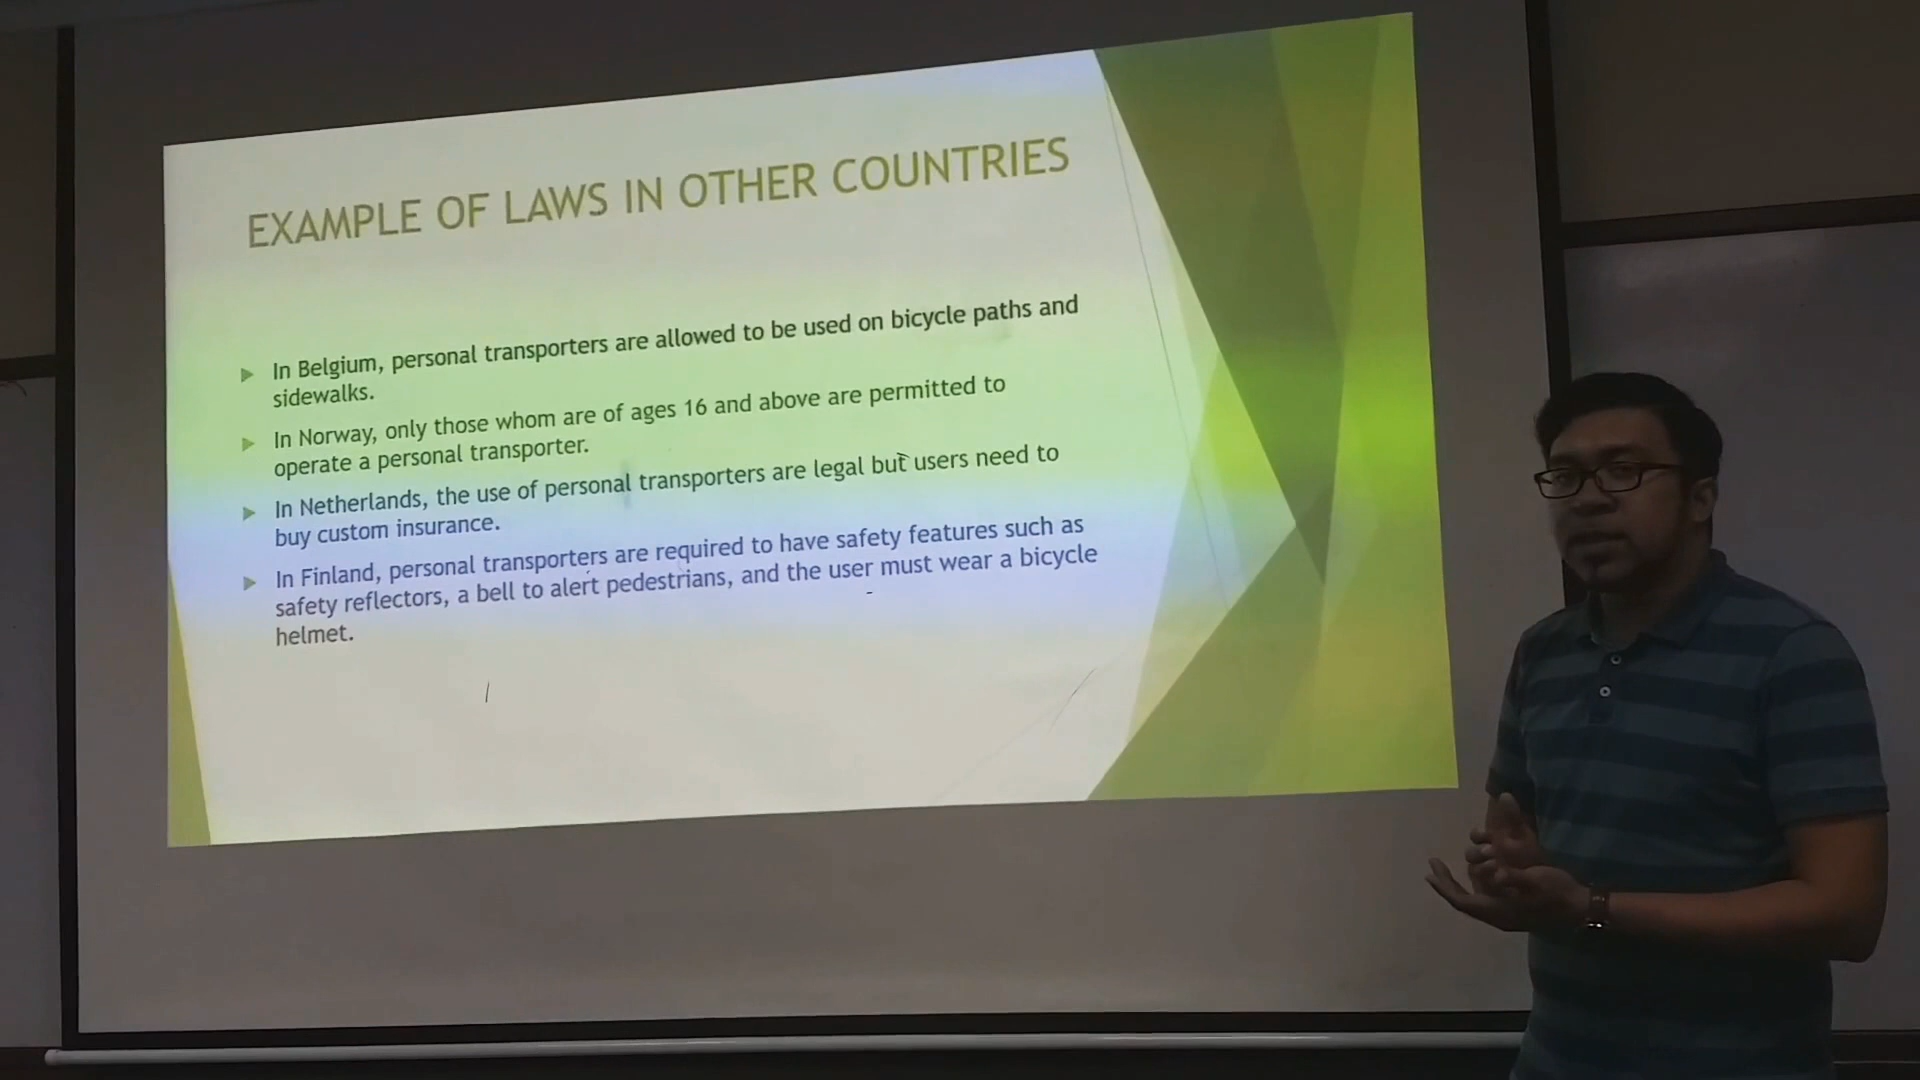 EXAMPLE OF LAWS IN OTHER COUNTRIES
In Belgium, personal transporters are allowed to be used on bicycle paths and
sidewalks.
In Norway, only those whom are of ages 16 and above are permitted to
operate a personal transporter.
In Netherlands, the use of personal transporters are legal but users need to
buy custom insurance.
In Finland, personal transporters are required to have safety features such as
safety reflectors, a bell to alert pedestrians, and the user must wear a bicycle
helmet.